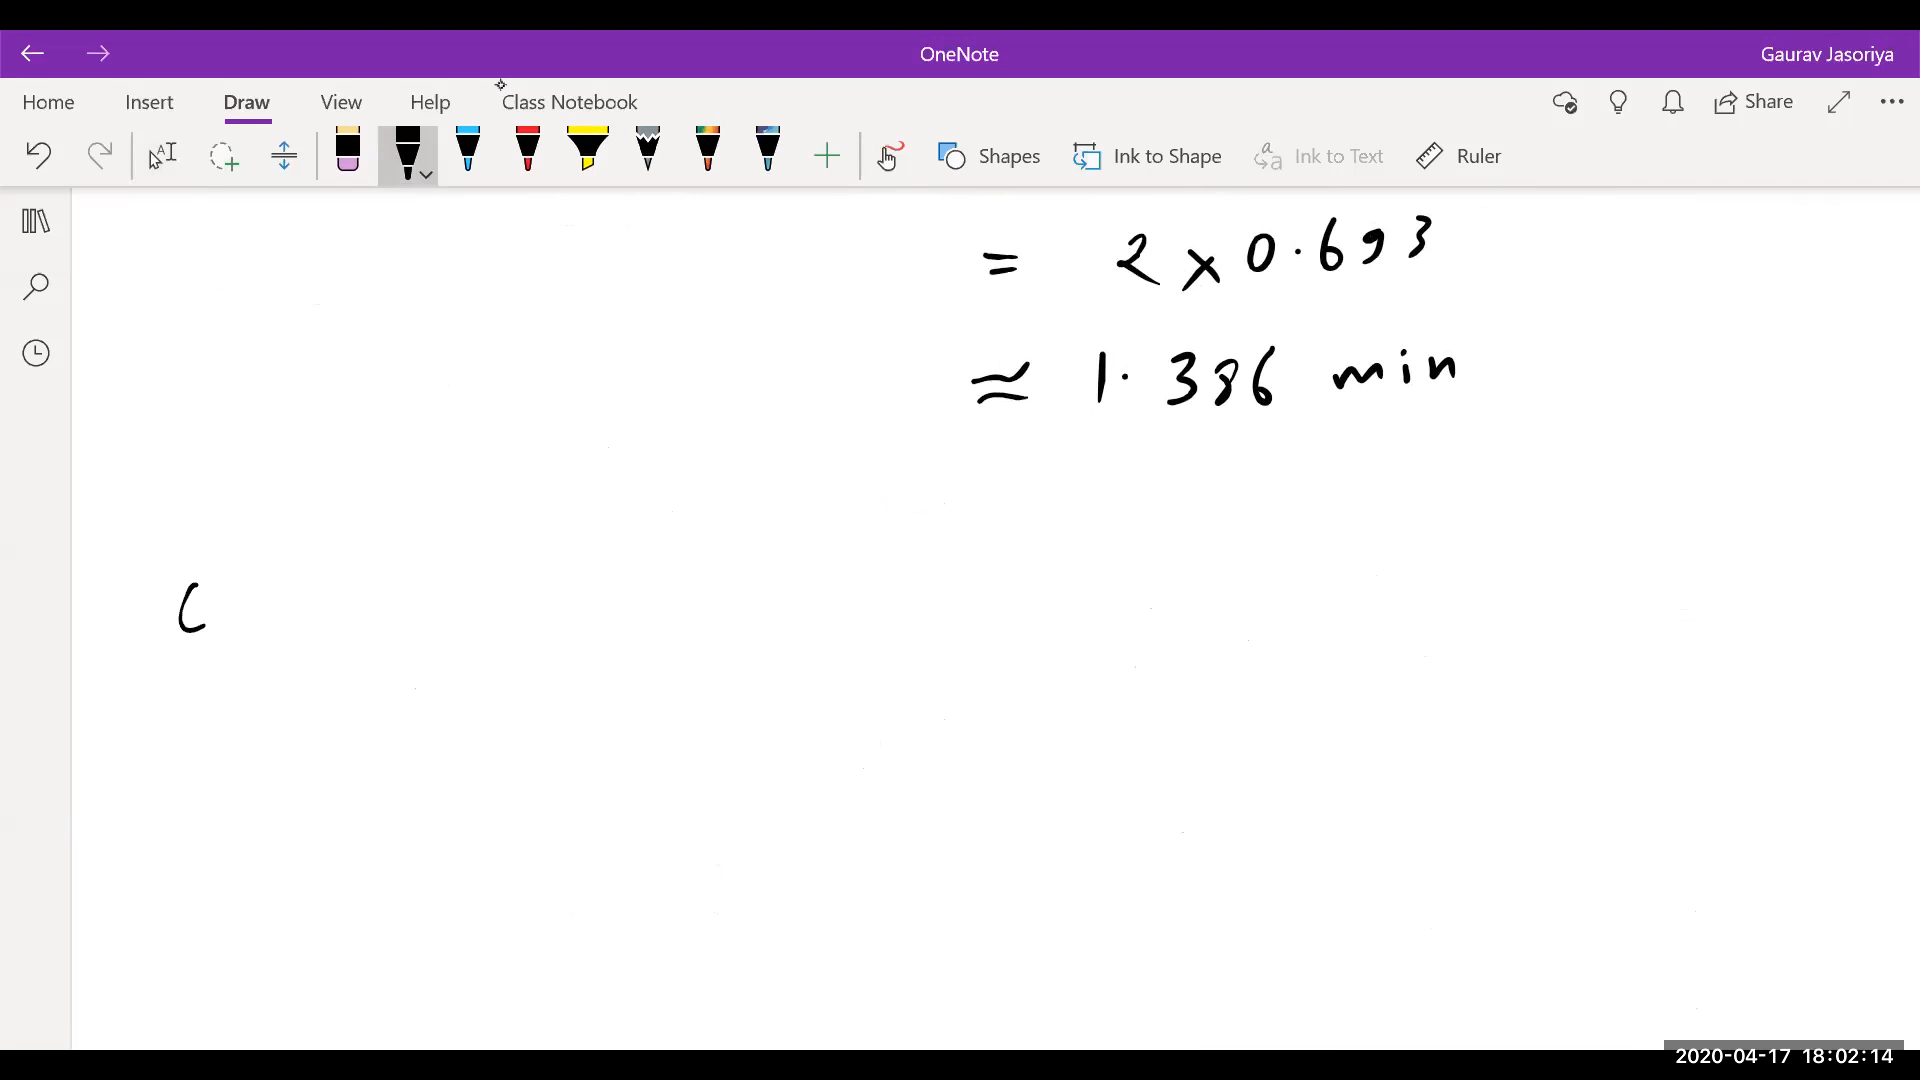 OneNote
Gaurav Jasoriya
Home Insert Draw View Help Class Notebook Share
Shapes Ink to Shape Ink to Text Ruler
= 2 x 0.693
≈ 1.386 min
C
2020-04-17 18:02:14